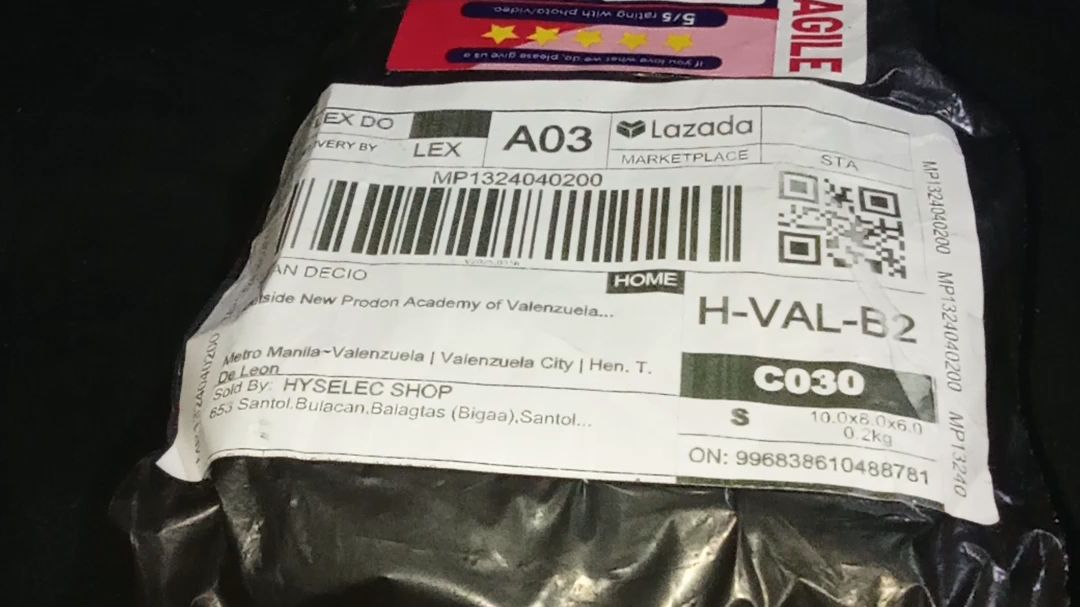 5/5 rating with photo/video
If you love what we do, please give us a
AGILE
EX DO
VERY BY
LEX
A03
Lazada
MARKETPLACE
STA
MP1324040200
AN DECIO
HOME
tside New Prodon Academy of Valenzuela...
H-VAL-B2
Metro Manila~Valenzuela | Valenzuela City | Hen. T.
De Leon
C030
Sold By: HYSELEC SHOP
653 Santol,Bulacan,Balagtas (Bigaa),Santol...
S
10.0x8.0x6.0
0.2kg
ON: 996838610488781
MP1324040200 MP1324040200 MP13240